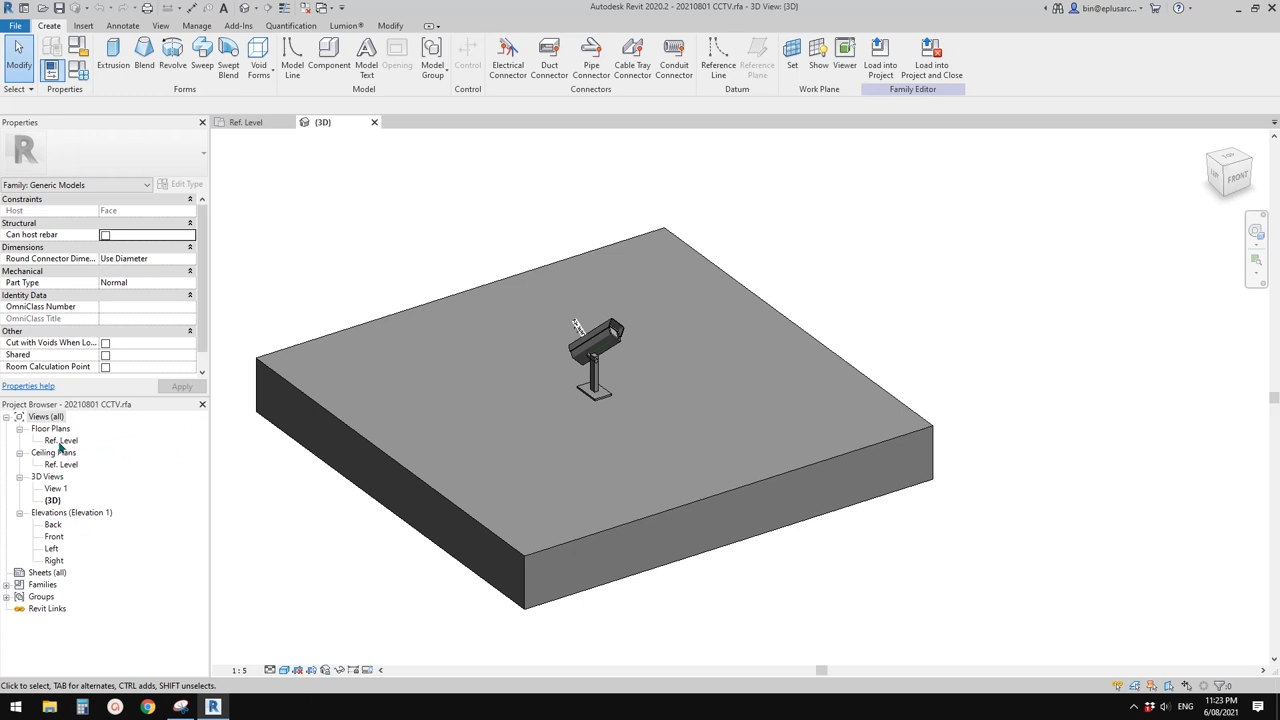 Autodesk Revit 2020.2 - 20210801 CCTV.rfa - 3D View: {3D}
bin@eplusarc...
File Create Insert Annotate View Manage Add-Ins Quantification Lumion® Modify
Modify Extrusion Blend Revolve Sweep Swept Blend Void Forms Model Line Component Model Text Opening Model Group Control Electrical Connector Duct Connector Pipe Connector Cable Tray Connector Conduit Connector Reference Line Reference Plane Set Show Viewer Load into Project Load into Project and Close
Select Properties Forms Model Control Connectors Datum Work Plane Family Editor
Properties
Ref. Level {3D}
Family: Generic Models Edit Type
Constraints
Host Face
Structural
Can host rebar
Dimensions
Round Connector Dime... Use Diameter
Mechanical
Part Type Normal
Identity Data
OmniClass Number
OmniClass Title
Other
Cut with Voids When Lo...
Shared
Room Calculation Point
Properties help Apply
Project Browser - 20210801 CCTV.rfa
Views (all)
Floor Plans
Ref. Level
Ceiling Plans
Ref. Level
3D Views
View 1
{3D}
Elevations (Elevation 1)
Back
Front
Left
Right
Sheets (all)
Families
Groups
Revit Links
TOP
FRONT
1 : 5
Click to select, TAB for alternates, CTRL adds, SHIFT unselects.
:0
ENG
11:23 PM
6/08/2021